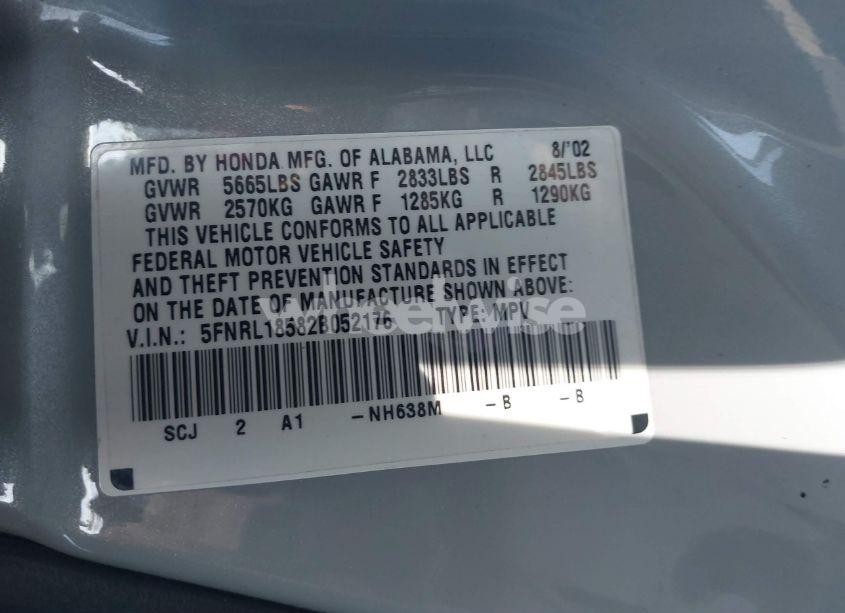 MFD. BY HONDA MFG. OF ALABAMA, LLC 8/'02
GVWR 5665LBS GAWR F 2833LBS R 2845LBS
GVWR 2570KG GAWR F 1285KG R 1290KG
THIS VEHICLE CONFORMS TO ALL APPLICABLE
FEDERAL MOTOR VEHICLE SAFETY
AND THEFT PREVENTION STANDARDS IN EFFECT
ON THE DATE OF MANUFACTURE SHOWN ABOVE:
V.I.N.: 5FNRL18582B052176 TYPE: MPV
wheelwise
SCJ 2 A1 -NH638M -B -B